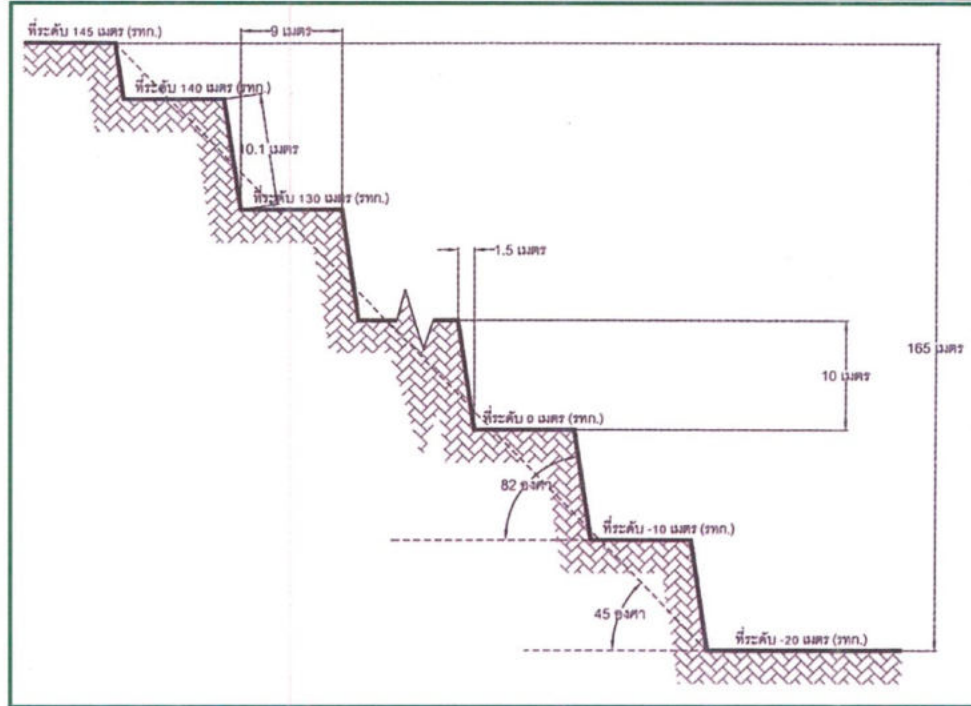 ที่ระดับ 145 เมตร (รทก.)
9 เมตร
ที่ระดับ 140 เมตร (รทก.)
10.1 เมตร
ที่ระดับ 130 เมตร (รทก.)
1.5 เมตร
165 เมตร
10 เมตร
ที่ระดับ 0 เมตร (รทก.)
82 องศา
ที่ระดับ -10 เมตร (รทก.)
45 องศา
ที่ระดับ -20 เมตร (รทก.)